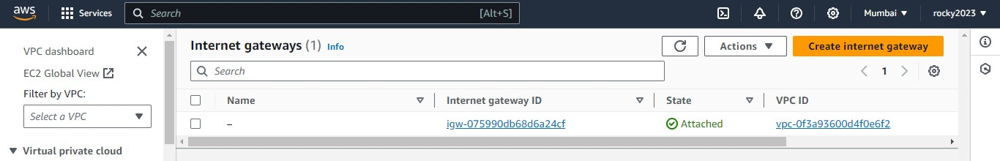 aws Services Search [Alt+S] Mumbai rocky2023
VPC dashboard
EC2 Global View
Filter by VPC:
Select a VPC
Virtual private cloud
Internet gateways (1) Info
Actions Create internet gateway
Search
1
Name Internet gateway ID State VPC ID
– igw-075990db68d6a24cf Attached vpc-0f3a93600d4f0e6f2